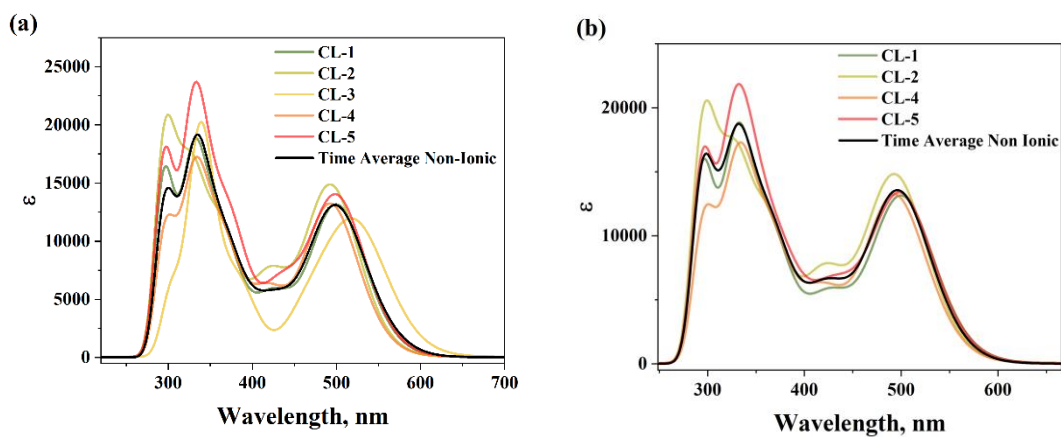 (a)
CL-1
CL-2
CL-3
CL-4
CL-5
Time Average Non-Ionic
25000
20000
15000
10000
5000
0
ε
300 400 500 600 700
Wavelength, nm
(b)
CL-1
CL-2
CL-4
CL-5
Time Average Non Ionic
20000
10000
0
ε
300 400 500 600
Wavelength, nm